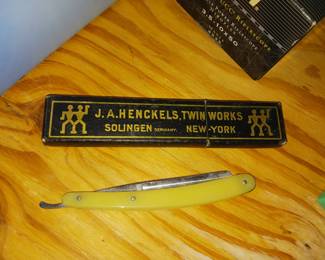 J.A. HENCKELS, TWIN WORKS
SOLINGEN GERMANY. NEW-YORK